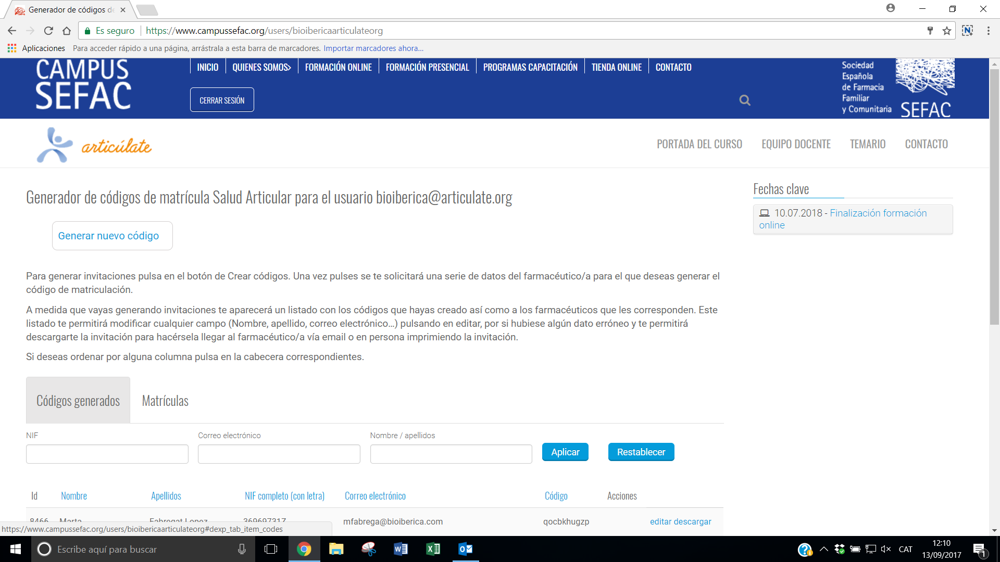 Generador de códigos de
Es seguro
https://www.campussefac.org/users/bioibericaarticulateorg
Aplicaciones
Para acceder rápido a una página, arrástrala a esta barra de marcadores. Importar marcadores ahora...
CAMPUS
SEFAC
INICIO
QUIENES SOMOS>
FORMACIÓN ONLINE
FORMACIÓN PRESENCIAL
PROGRAMAS CAPACITACIÓN
TIENDA ONLINE
CONTACTO
CERRAR SESIÓN
Sociedad
Española
de Farmacia
Familiar
y Comunitaria
SEFAC
articúlate
PORTADA DEL CURSO
EQUIPO DOCENTE
TEMARIO
CONTACTO
Generador de códigos de matrícula Salud Articular para el usuario bioiberica@articulate.org
Fechas clave
10.07.2018 - Finalización formación
online
Generar nuevo código
Para generar invitaciones pulsa en el botón de Crear códigos. Una vez pulses se te solicitará una serie de datos del farmacéutico/a para el que deseas generar el
código de matriculación.
A medida que vayas generando invitaciones te aparecerá un listado con los códigos que hayas creado así como a los farmacéuticos que les corresponden. Este
listado te permitirá modificar cualquier campo (Nombre, apellido, correo electrónico...) pulsando en editar, por si hubiese algún dato erróneo y te permitirá
descargarte la invitación para hacérsela llegar al farmacéutico/a vía email o en persona imprimiendo la invitación.
Si deseas ordenar por alguna columna pulsa en la cabecera correspondientes.
Códigos generados
Matrículas
NIF
Correo electrónico
Nombre / apellidos
Aplicar
Restablecer
Id
Nombre
Apellidos
NIF completo (con letra)
Correo electrónico
Código
Acciones
8466
Marta
Fabregat Lopez
36969731Z
mfabrega@bioiberica.com
qocbkhugzp
editar descargar
https://www.campussefac.org/users/bioibericaarticulateorg#dexp_tab_item_codes
Escribe aquí para buscar
CAT
12:10
13/09/2017
1